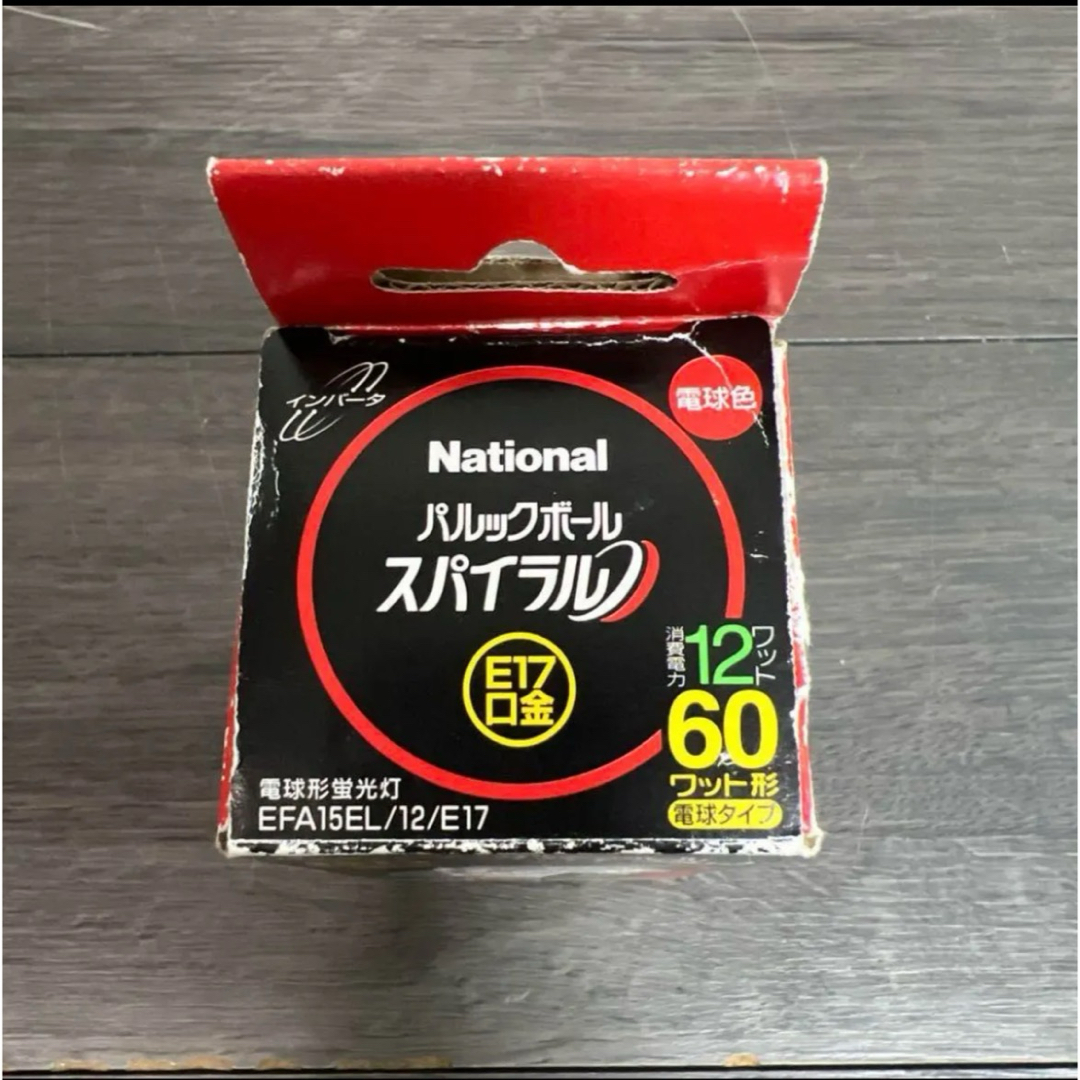 インバータ
電球色
National
パルックボール
スパイラル
E17
口金
消費電力 12 ワット
60
ワット形
電球タイプ
電球形蛍光灯
EFA15EL/12/E17